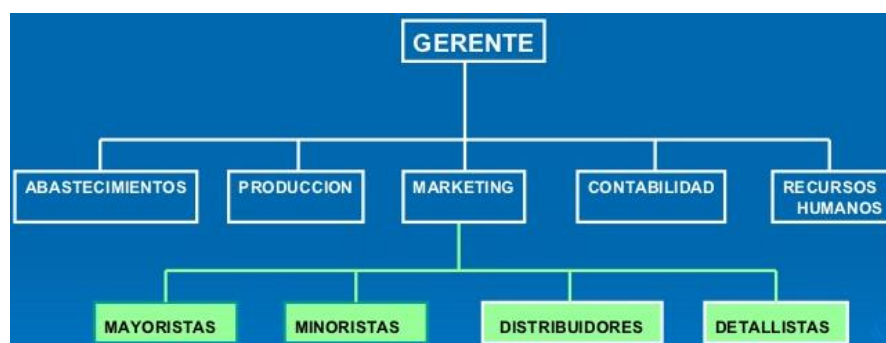 GERENTE
ABASTECIMIENTOS
PRODUCCION
MARKETING
CONTABILIDAD
RECURSOS
HUMANOS
MAYORISTAS
MINORISTAS
DISTRIBUIDORES
DETALLISTAS